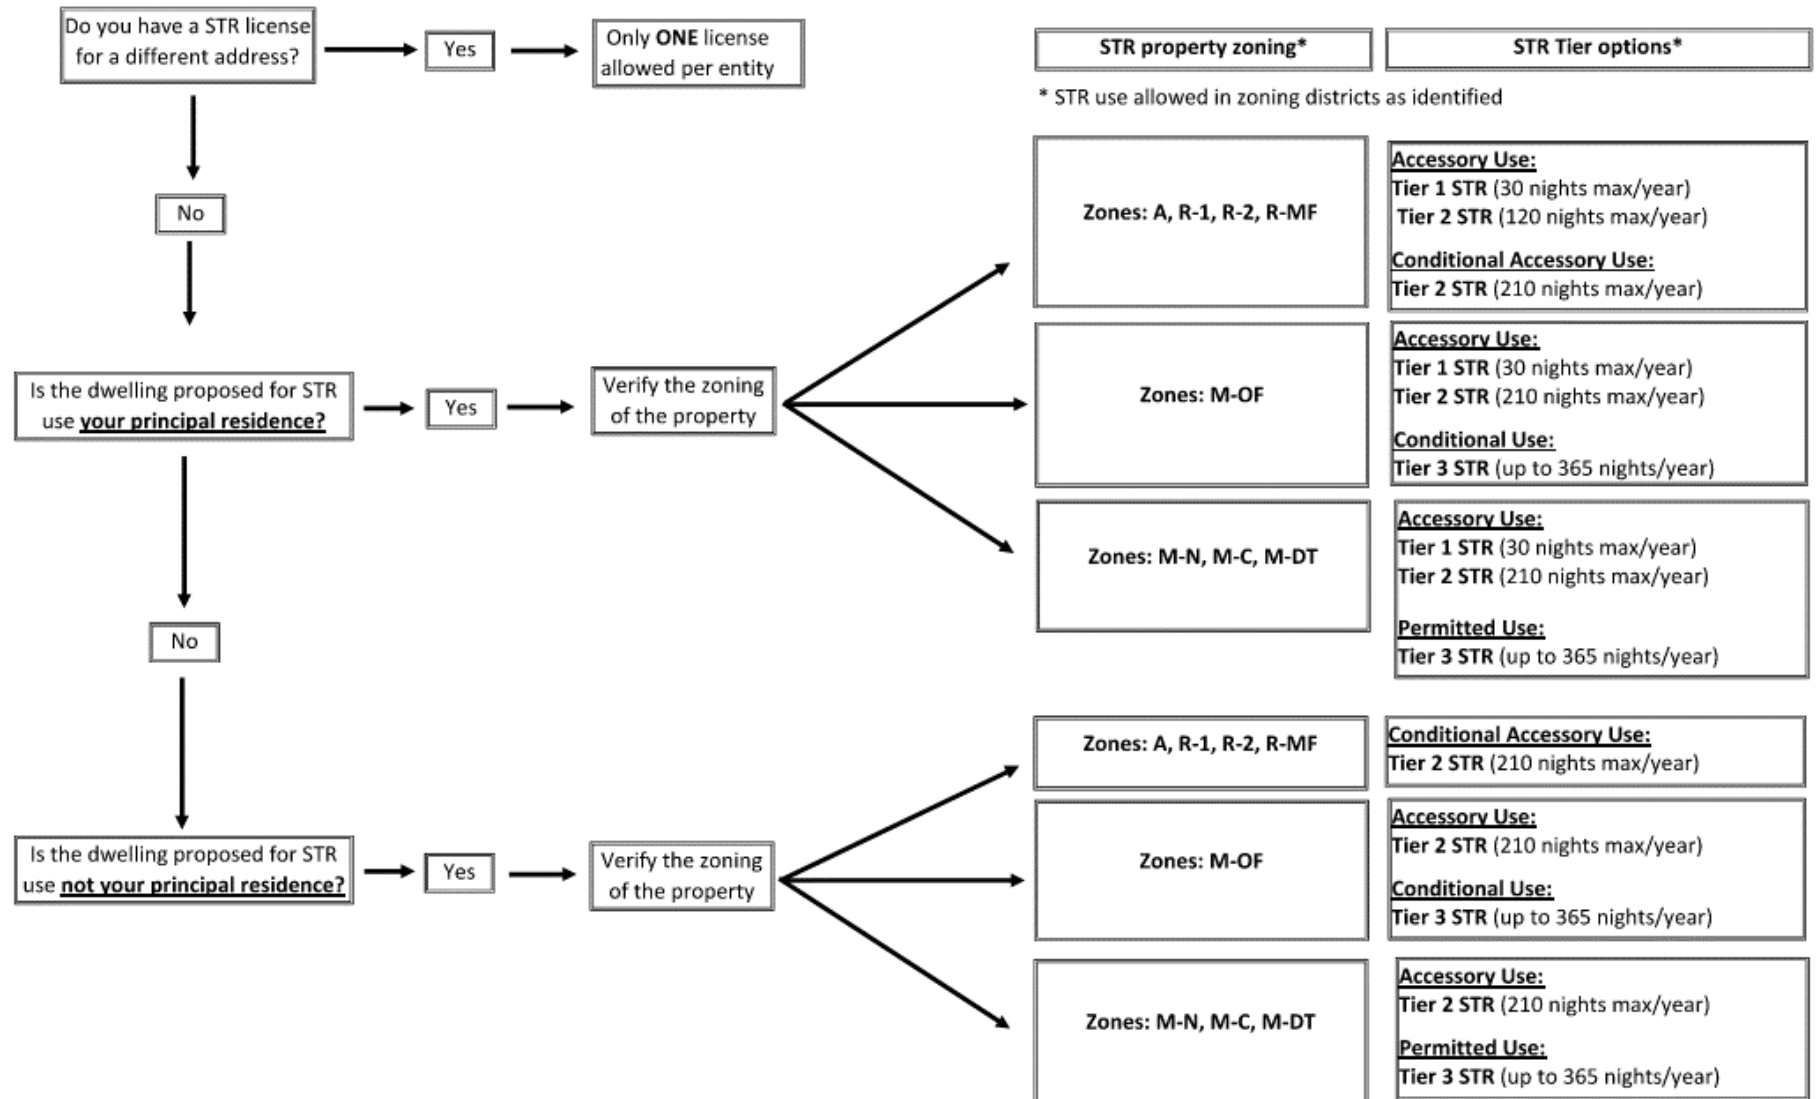 Do you have a STR license
for a different address?
Yes
Only ONE license
allowed per entity
STR property zoning*
STR Tier options*
* STR use allowed in zoning districts as identified
No
Is the dwelling proposed for STR
use your principal residence?
Yes
Verify the zoning
of the property
Zones: A, R-1, R-2, R-MF
Accessory Use:
Tier 1 STR (30 nights max/year)
Tier 2 STR (120 nights max/year)
Conditional Accessory Use:
Tier 2 STR (210 nights max/year)
Zones: M-OF
Accessory Use:
Tier 1 STR (30 nights max/year)
Tier 2 STR (210 nights max/year)
Conditional Use:
Tier 3 STR (up to 365 nights/year)
Zones: M-N, M-C, M-DT
Accessory Use:
Tier 1 STR (30 nights max/year)
Tier 2 STR (210 nights max/year)
Permitted Use:
Tier 3 STR (up to 365 nights/year)
No
Is the dwelling proposed for STR
use not your principal residence?
Yes
Verify the zoning
of the property
Zones: A, R-1, R-2, R-MF
Conditional Accessory Use:
Tier 2 STR (210 nights max/year)
Zones: M-OF
Accessory Use:
Tier 2 STR (210 nights max/year)
Conditional Use:
Tier 3 STR (up to 365 nights/year)
Zones: M-N, M-C, M-DT
Accessory Use:
Tier 2 STR (210 nights max/year)
Permitted Use:
Tier 3 STR (up to 365 nights/year)